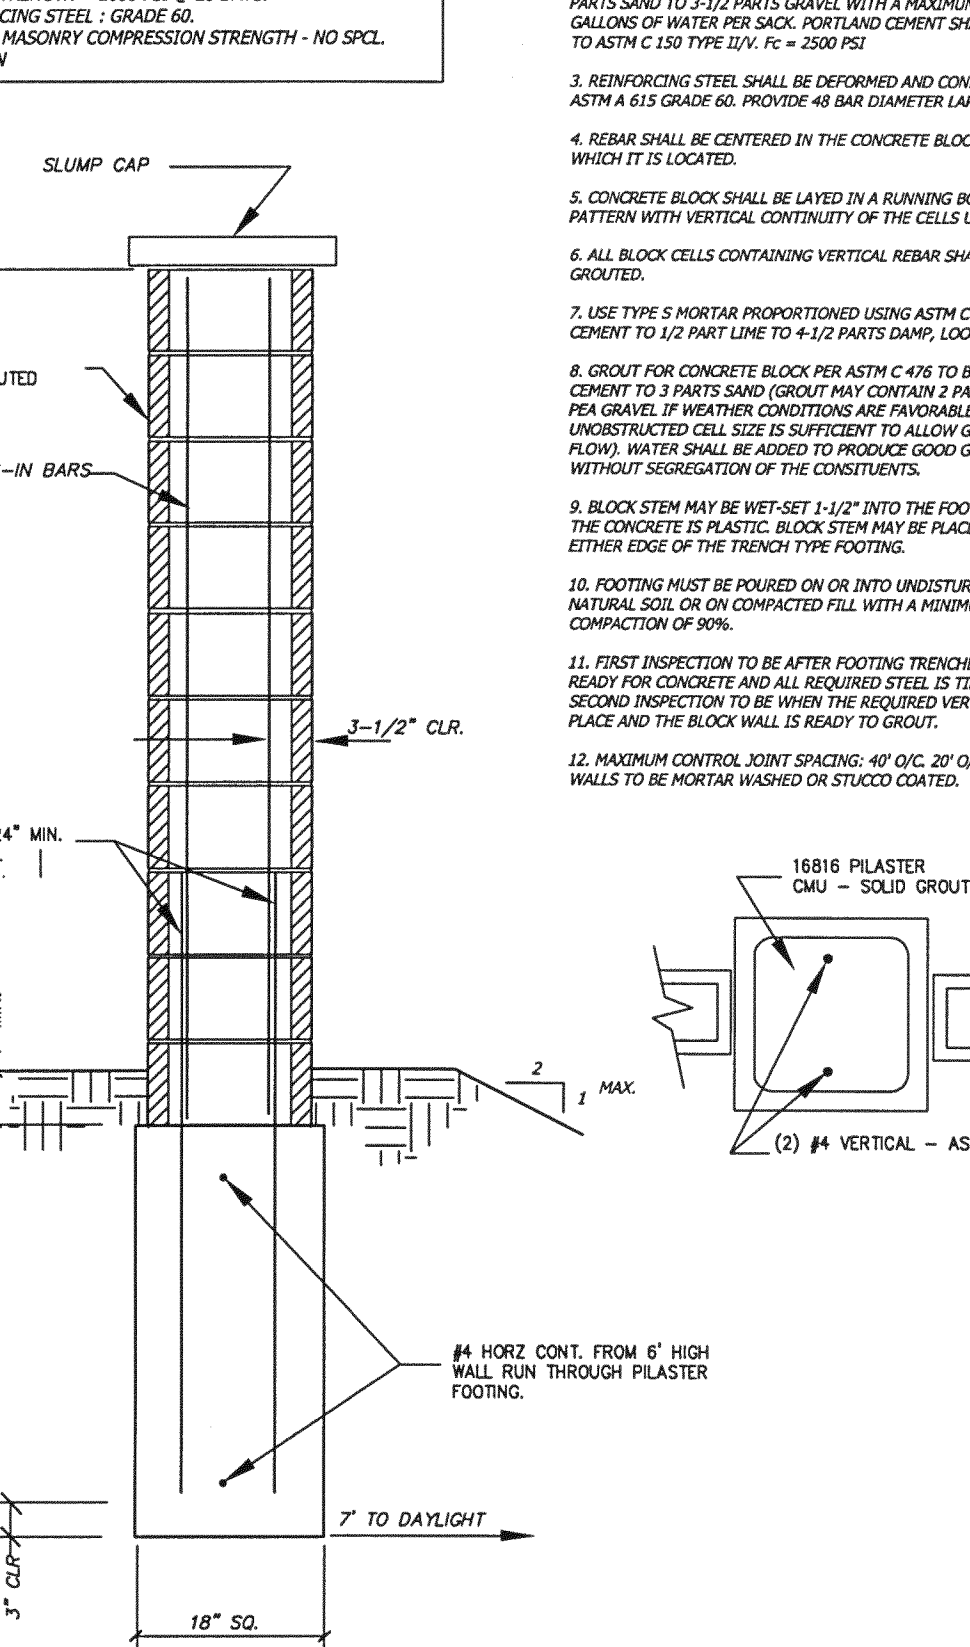 CING STEEL : GRADE 60.
MASONRY COMPRESSION STRENGTH - NO SPCL.
PARTS SAND TO 3-1/2 PARTS GRAVEL WITH A MAXIMUM
GALLONS OF WATER PER SACK. PORTLAND CEMENT SH
TO ASTM C 150 TYPE II/V. Fc = 2500 PSI
3. REINFORCING STEEL SHALL BE DEFORMED AND CON
ASTM A 615 GRADE 60. PROVIDE 48 BAR DIAMETER LA
4. REBAR SHALL BE CENTERED IN THE CONCRETE BLOC
WHICH IT IS LOCATED.
5. CONCRETE BLOCK SHALL BE LAYED IN A RUNNING BO
PATTERN WITH VERTICAL CONTINUITY OF THE CELLS U
6. ALL BLOCK CELLS CONTAINING VERTICAL REBAR SHA
GROUTED.
7. USE TYPE S MORTAR PROPORTIONED USING ASTM C
CEMENT TO 1/2 PART LIME TO 4-1/2 PARTS DAMP, LOO
8. GROUT FOR CONCRETE BLOCK PER ASTM C 476 TO B
CEMENT TO 3 PARTS SAND (GROUT MAY CONTAIN 2 PA
PEA GRAVEL IF WEATHER CONDITIONS ARE FAVORABLE
UNOBSTRUCTED CELL SIZE IS SUFFICIENT TO ALLOW G
FLOW). WATER SHALL BE ADDED TO PRODUCE GOOD G
WITHOUT SEGREGATION OF THE CONSITUENTS.
9. BLOCK STEM MAY BE WET-SET 1-1/2" INTO THE FOO
THE CONCRETE IS PLASTIC. BLOCK STEM MAY BE PLACE
EITHER EDGE OF THE TRENCH TYPE FOOTING.
10. FOOTING MUST BE POURED ON OR INTO UNDISTUR
NATURAL SOIL OR ON COMPACTED FILL WITH A MINIM
COMPACTION OF 90%.
11. FIRST INSPECTION TO BE AFTER FOOTING TRENCHE
READY FOR CONCRETE AND ALL REQUIRED STEEL IS TI
SECOND INSPECTION TO BE WHEN THE REQUIRED VER
PLACE AND THE BLOCK WALL IS READY TO GROUT.
12. MAXIMUM CONTROL JOINT SPACING: 40' O/C. 20' O/
WALLS TO BE MORTAR WASHED OR STUCCO COATED.
SLUMP CAP
UTED
-IN BARS
3-1/2" CLR.
24" MIN.
16816 PILASTER
CMU - SOLID GROUT
2
1 MAX.
(2) #4 VERTICAL - AS
#4 HORZ CONT. FROM 6' HIGH
WALL RUN THROUGH PILASTER
FOOTING.
7' TO DAYLIGHT
3" CLR
18" SQ.